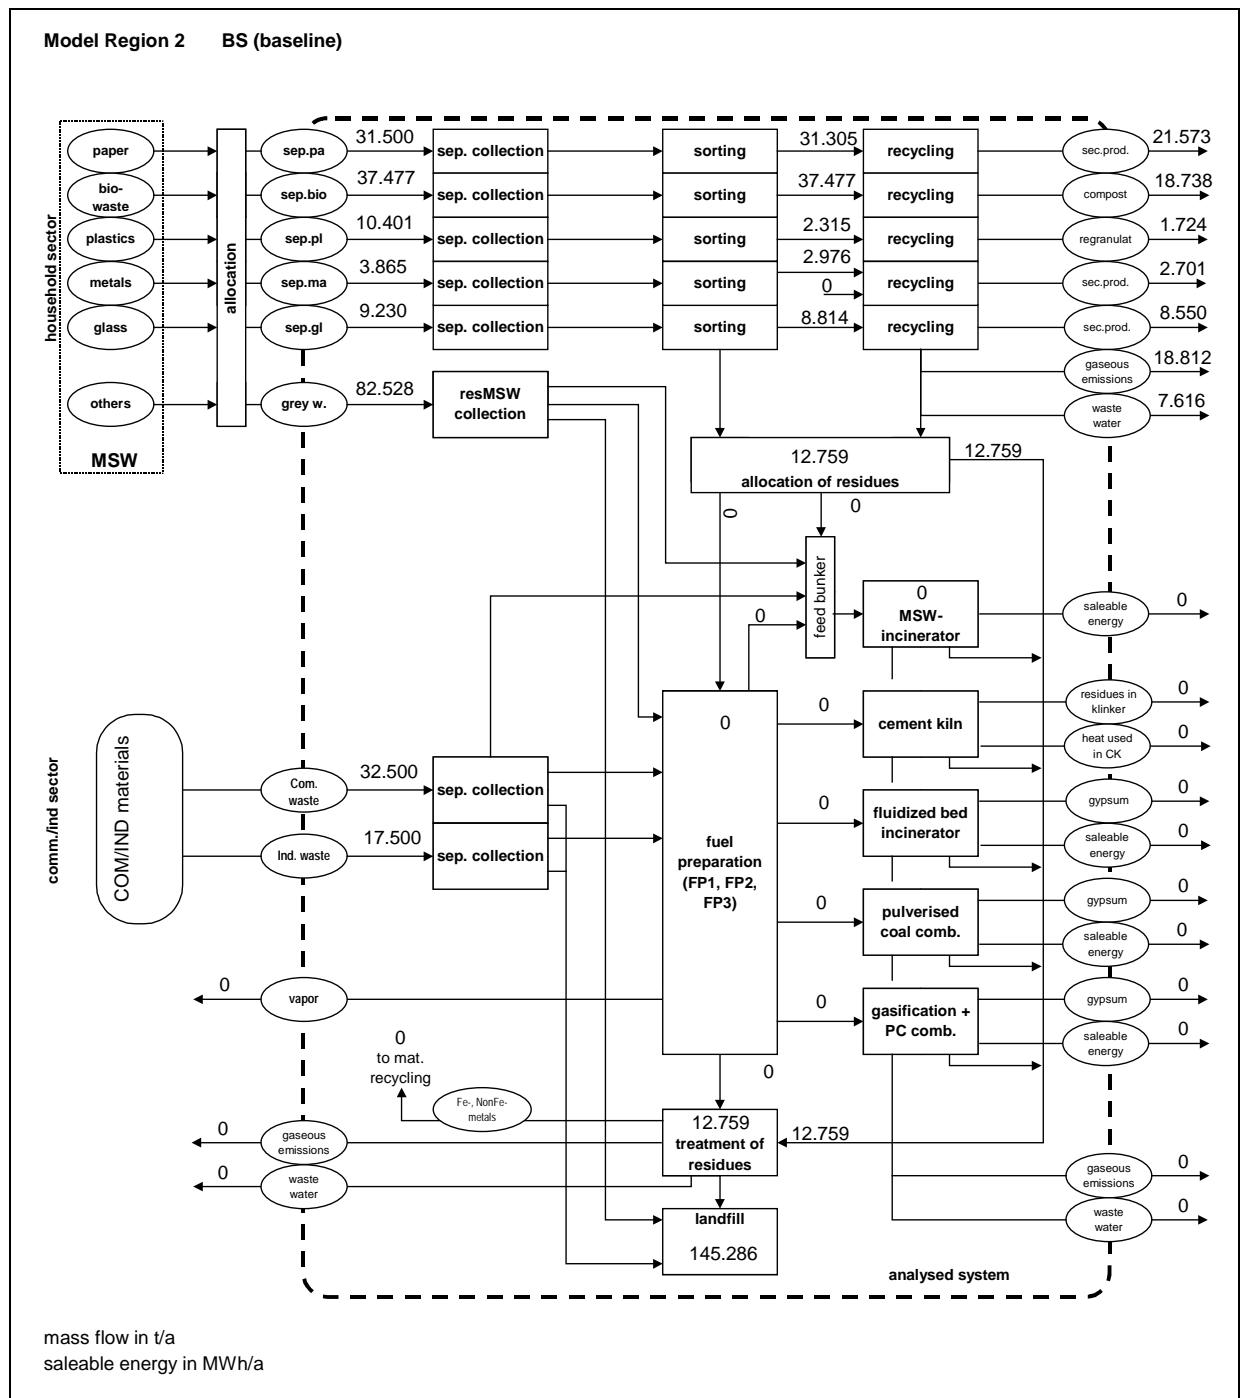 Model Region 2 BS (baseline)
household sector
paper
bio-
waste
plastics
metals
glass
others
MSW
allocation
sep.pa
31.500
sep. collection
sorting
31.305
recycling
sec.prod.
21.573
sep.bio
37.477
sep. collection
sorting
37.477
recycling
compost
18.738
sep.pl
10.401
sep. collection
sorting
2.315
recycling
regranulat
1.724
sep.ma
3.865
sep. collection
sorting
2.976
0
recycling
sec.prod.
2.701
sep.gl
9.230
sep. collection
sorting
8.814
recycling
sec.prod.
8.550
gaseous
emissions
18.812
waste
water
7.616
grey w.
82.528
resMSW
collection
12.759
allocation of residues
12.759
0
0
feed bunker
0
0
MSW-
incinerator
saleable
energy
0
comm./ind sector
COM/IND materials
Com.
waste
32.500
sep. collection
Ind. waste
17.500
sep. collection
0
fuel
preparation
(FP1, FP2,
FP3)
0
cement kiln
residues in
klinker
0
heat used
in CK
0
0
fluidized bed
incinerator
gypsum
0
saleable
energy
0
0
pulverised
coal comb.
gypsum
0
saleable
energy
0
0
gasification +
PC comb.
gypsum
0
saleable
energy
0
0
vapor
0
to mat.
recycling
Fe-, NonFe-
metals
0
12.759
treatment of
residues
12.759
0
gaseous
emissions
0
waste
water
landfill
145.286
gaseous
emissions
0
waste
water
0
analysed system
mass flow in t/a
saleable energy in MWh/a